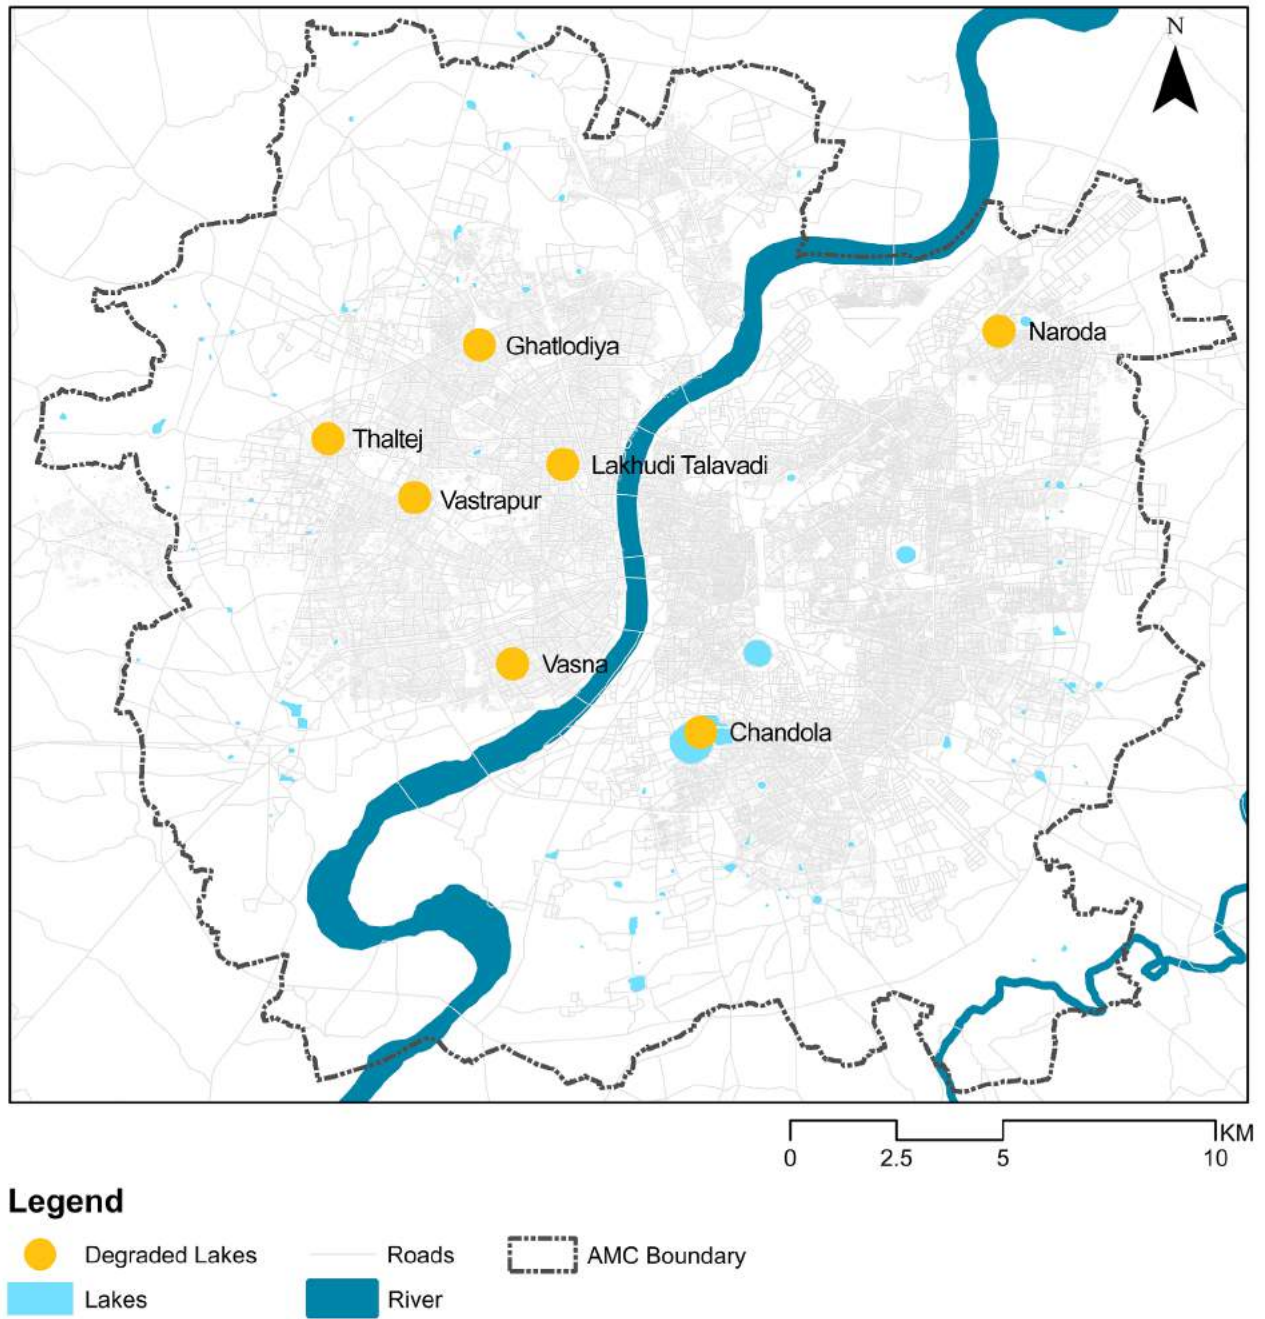 N
Naroda
Ghatlodiya
Thaltej
Lakhudi Talavadi
Vastrapur
Vasna
Chandola
KM
0 2.5 5 10
Legend
Degraded Lakes Roads AMC Boundary
Lakes River